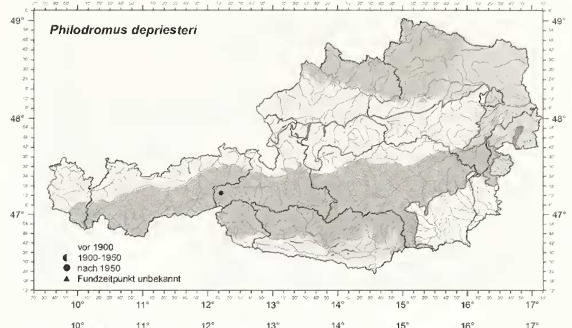 Philodromus depriesteri
49° 49°
48° 48°
47° 47°
vor 1900
1900-1950
nach 1950
Fundzeitpunkt unbekannt
10° 11° 12° 13° 14° 15° 16° 17°
10° 11° 12° 13° 14° 15° 16° 17°